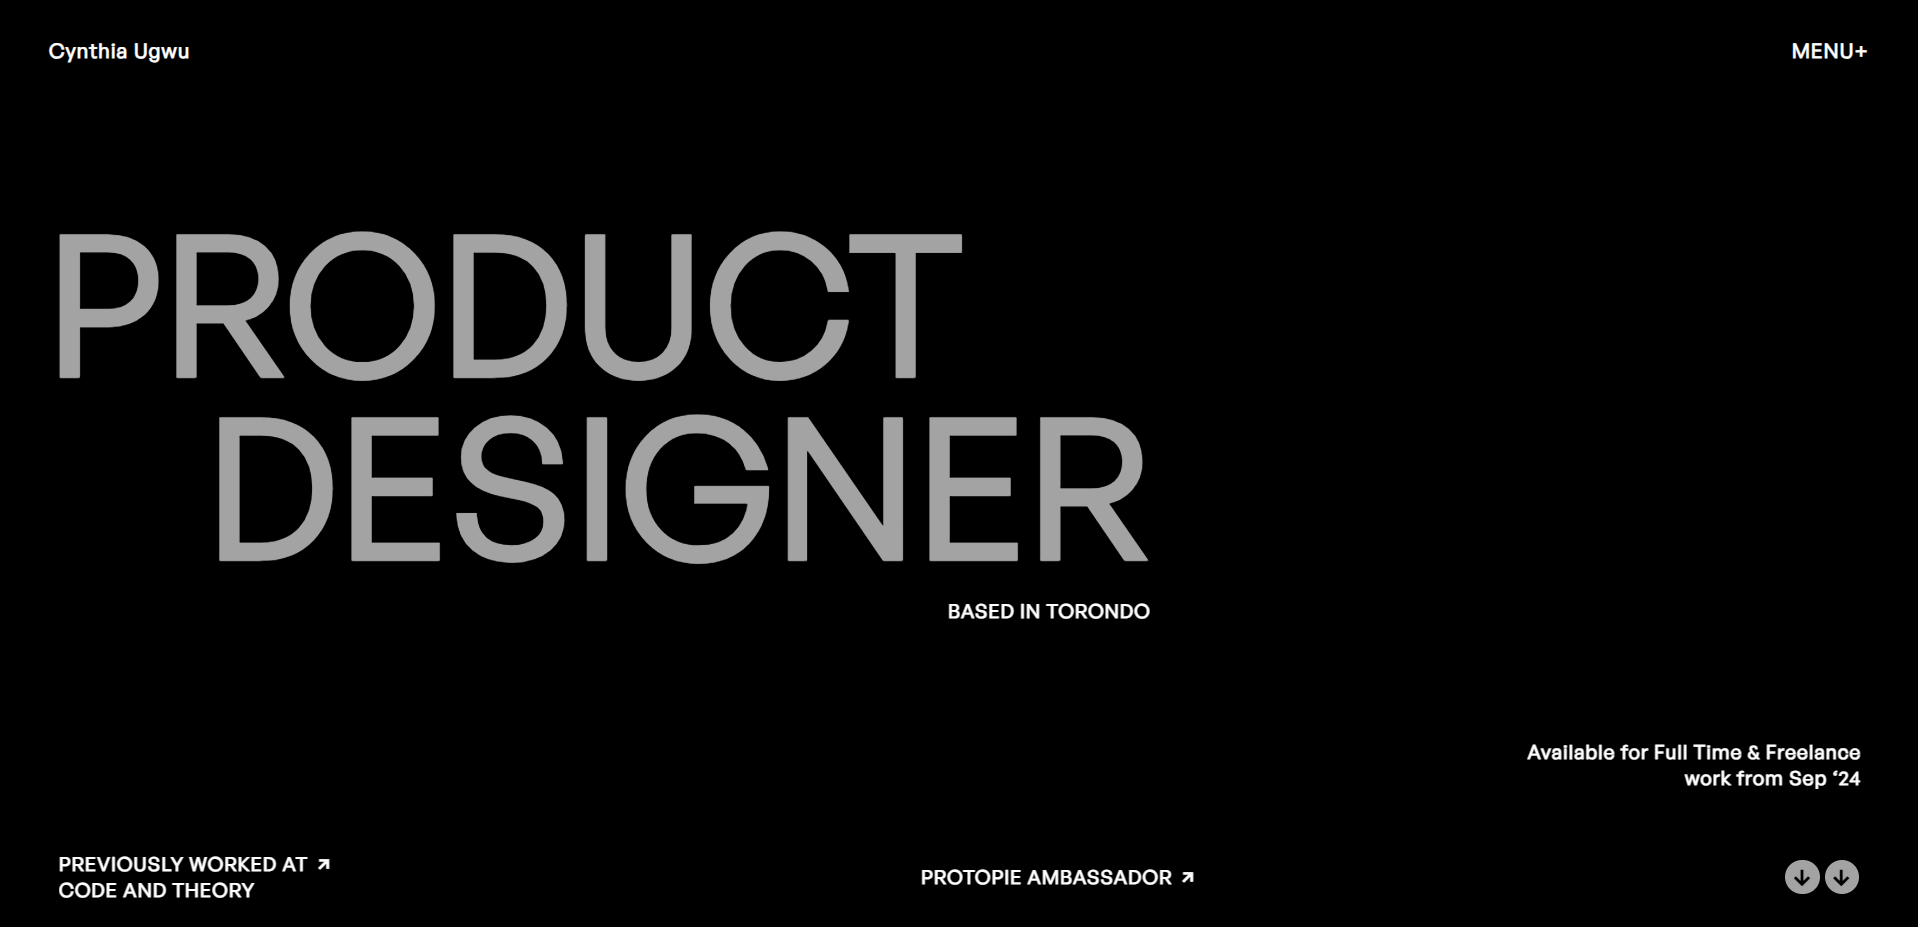 Cynthia Ugwu
MENU+
PRODUCT
DESIGNER
BASED IN TORONDO
Available for Full Time & Freelance
work from Sep ‘24
PREVIOUSLY WORKED AT
CODE AND THEORY
PROTOPIE AMBASSADOR